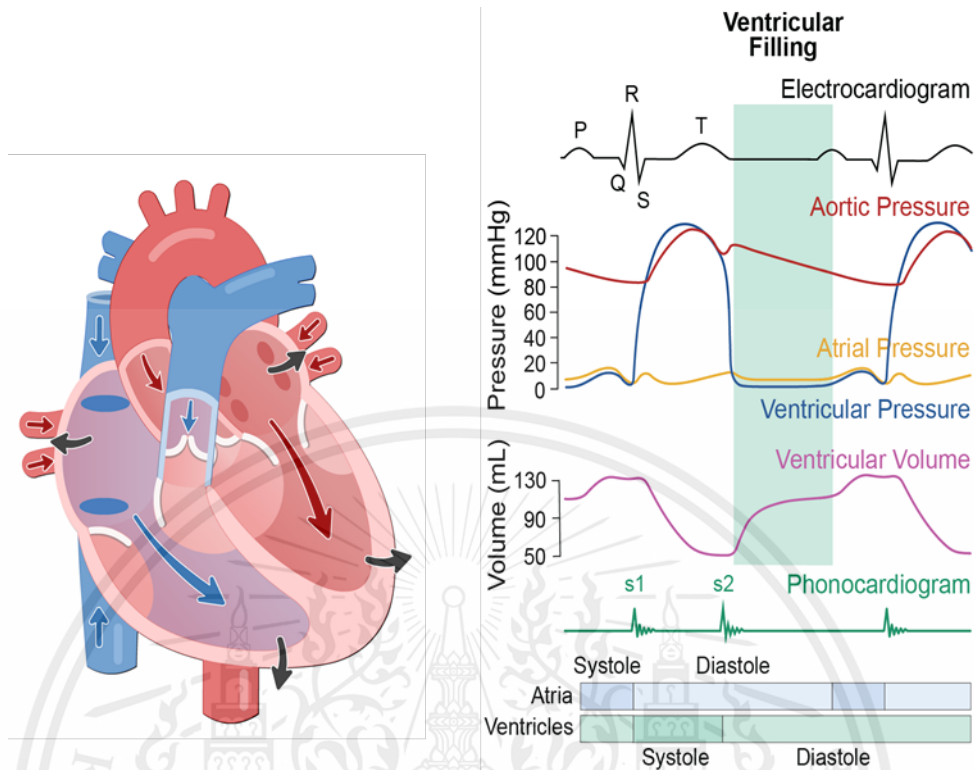 Ventricular
Filling
Electrocardiogram
R
P
T
Q
S
Aortic Pressure
Pressure (mmHg)
120
100
80
60
40
20
0
Atrial Pressure
Ventricular Pressure
Ventricular Volume
Volume (mL)
130
90
50
s1
s2
Phonocardiogram
Systole
Diastole
Atria
Ventricles
Systole
Diastole